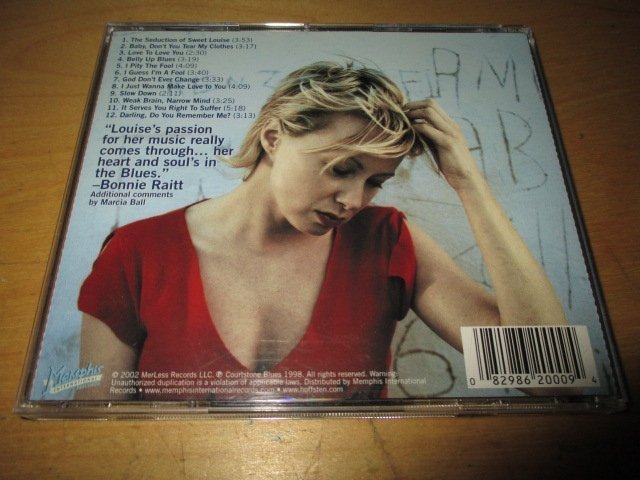 1. The Seduction of Sweet Louise (3:53)
2. Baby, Don't You Tear My Clothes (3:17)
3. Love To Love You (2:30)
4. Belly Up Blues (2:35)
5. I Pity The Fool (4:09)
6. I Guess I'm A Fool (3:40)
7. God Don't Ever Change (3:33)
8. I Just Wanna Make Love to You (4:09)
9. Slow Down (2:11)
10. Weak Brain, Narrow Mind (3:25)
11. It Serves You Right To Suffer (5:18)
12. Darling, Do You Remember Me? (3:13)
"Louise's passion
for her music really
comes through... her
heart and soul's in
the Blues."
–Bonnie Raitt
Additional comments
by Marcia Ball
Memphis
INTERNATIONAL
© 2002 MerLess Records LLC. ℗ Courtstone Blues 1998. All rights reserved. Warning:
Unauthorized duplication is a violation of applicable laws. Distributed by Memphis International
Records • www.memphisinternationalrecords.com • www.hoffsten.com
0 82986 20009 4